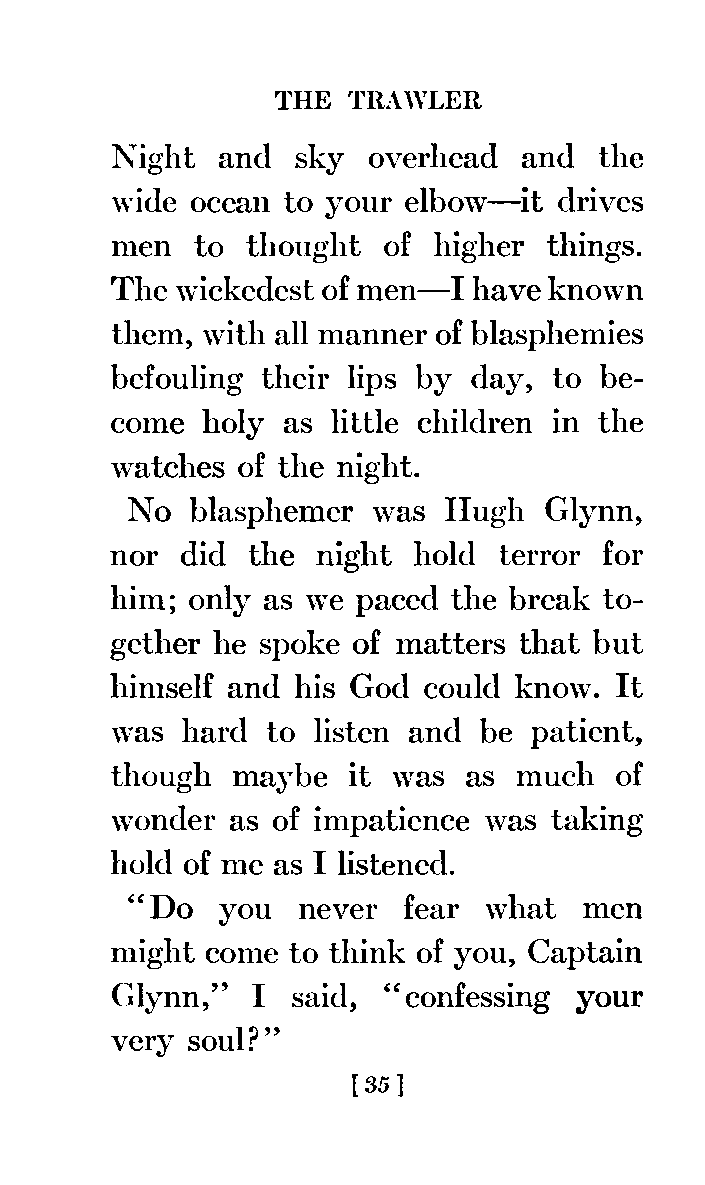 THE TRAWLER
Night and sky overhead and the
wide ocean to your elbow—it drives
men to thought of higher things.
The wickedest of men—I have known
them, with all manner of blasphemies
befouling their lips by day, to be-
come holy as little children in the
watches of the night.
No blasphemer was Hugh Glynn,
nor did the night hold terror for
him; only as we paced the break to-
gether he spoke of matters that but
himself and his God could know. It
was hard to listen and be patient,
though maybe it was as much of
wonder as of impatience was taking
hold of me as I listened.
“Do you never fear what men
might come to think of you, Captain
Glynn,” I said, “confessing your
very soul?”
[35]